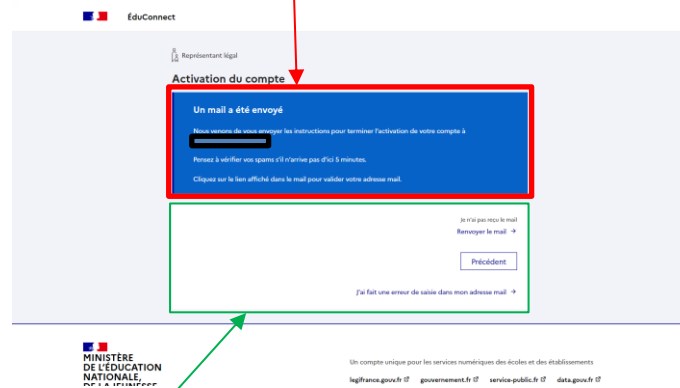 ÉduConnect
Représentant légal
Activation du compte
Un mail a été envoyé
Nous venons de vous envoyer les instructions pour terminer l'activation de votre compte à
Pensez à vérifier vos spams s'il n'arrive pas d'ici 5 minutes.
Cliquez sur le lien affiché dans le mail pour valider votre adresse mail.
Je n'ai pas reçu le mail
Renvoyer le mail →
Précédent
J'ai fait une erreur de saisie dans mon adresse mail →
MINISTÈRE
DE L'ÉDUCATION
NATIONALE,
DE LA JEUNESSE
Un compte unique pour les services numériques des écoles et des établissements
legifrance.gouv.fr gouvernement.fr service-public.fr data.gouv.fr